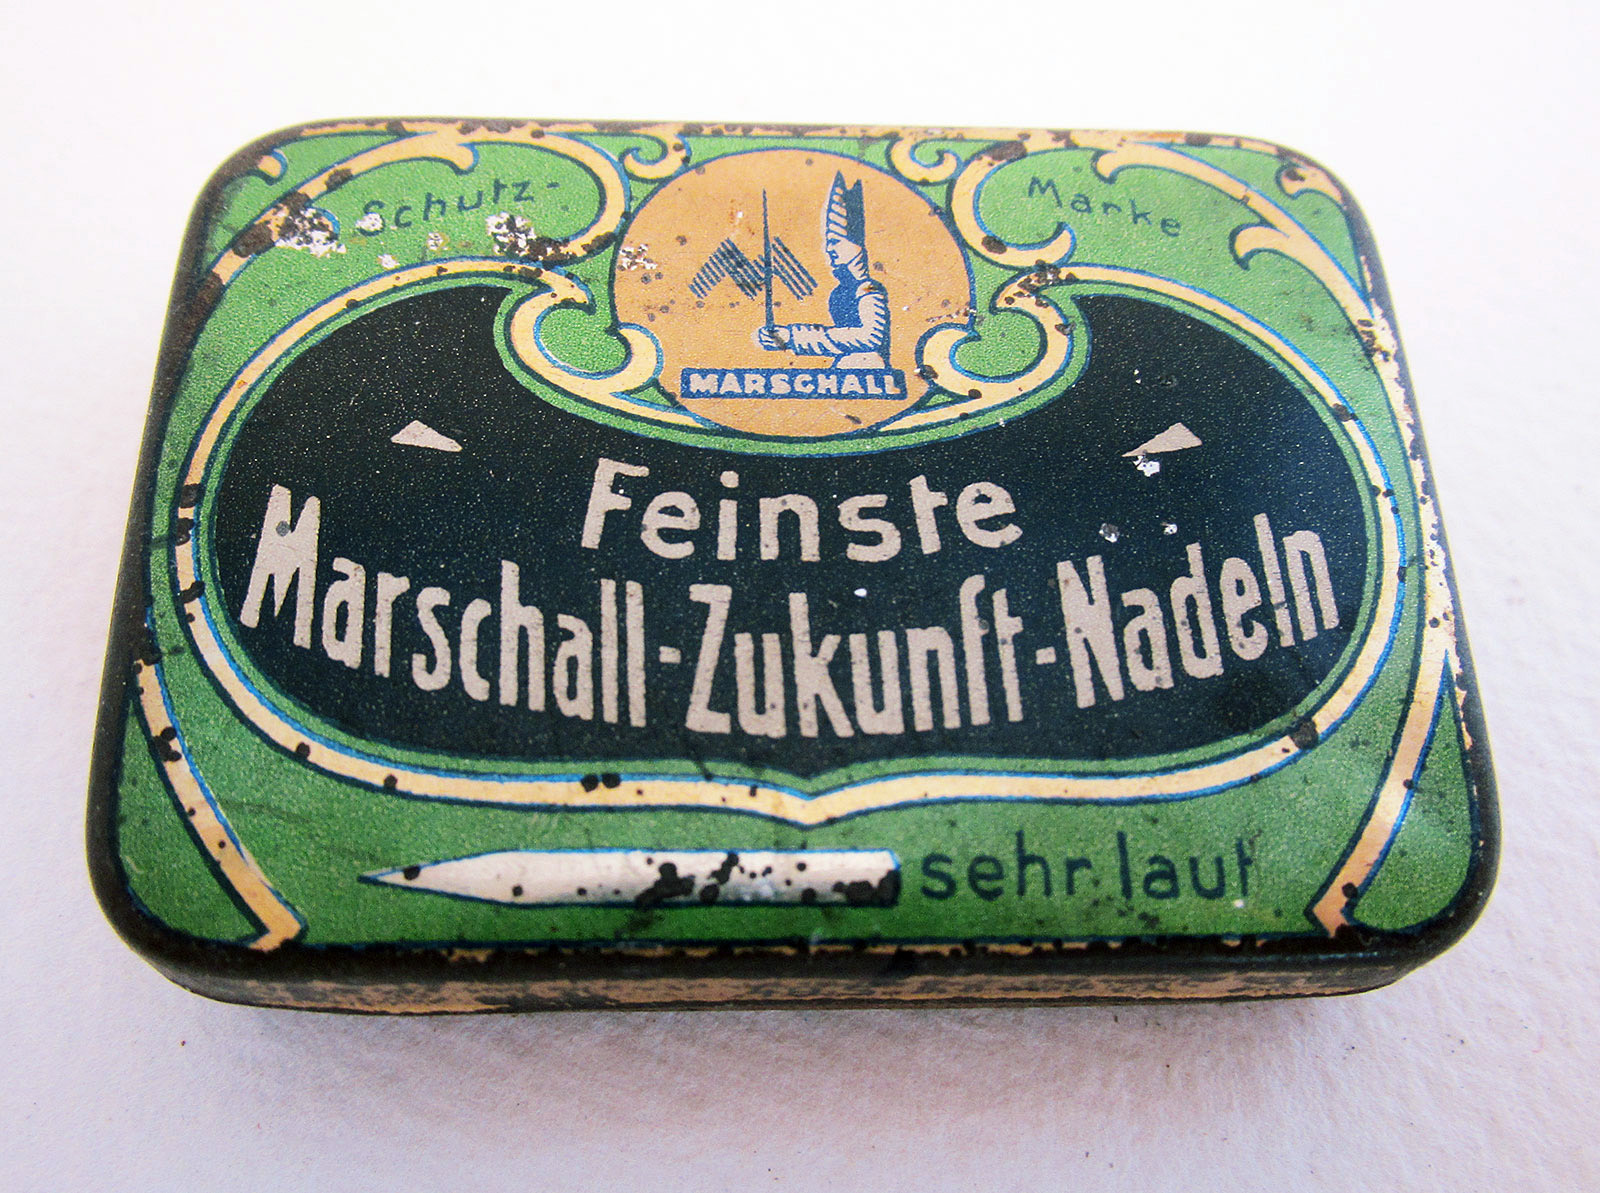 Schutz- Marke
MARSCHALL
Feinste
Marschall-Zukunft-Nadeln
sehr laut